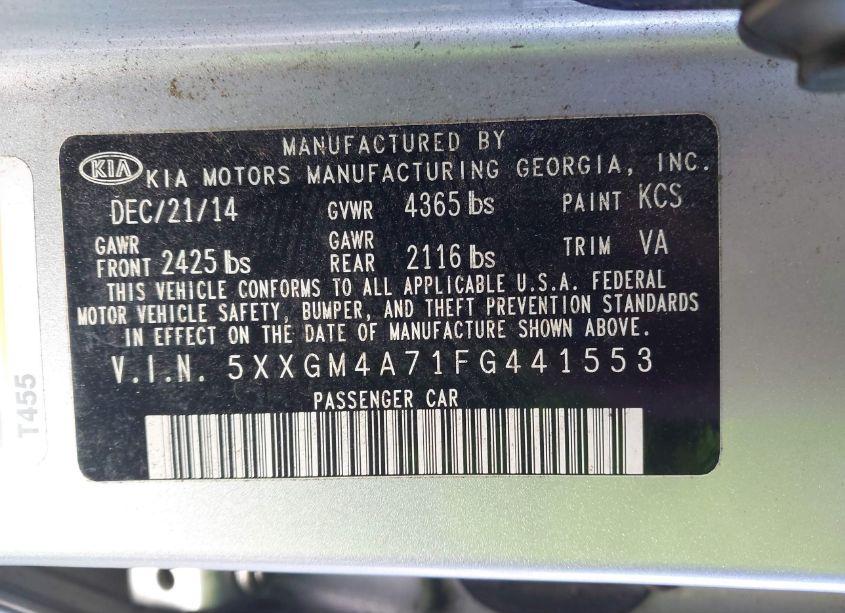 MANUFACTURED BY
KIA KIA MOTORS MANUFACTURING GEORGIA, INC.
DEC/21/14 GVWR 4365 lbs PAINT KCS
GAWR FRONT 2425 lbs GAWR REAR 2116 lbs TRIM VA
THIS VEHICLE CONFORMS TO ALL APPLICABLE U.S.A. FEDERAL
MOTOR VEHICLE SAFETY, BUMPER, AND THEFT PREVENTION STANDARDS
IN EFFECT ON THE DATE OF MANUFACTURE SHOWN ABOVE.
V.I.N. 5XXGM4A71FG441553
PASSENGER CAR
T455